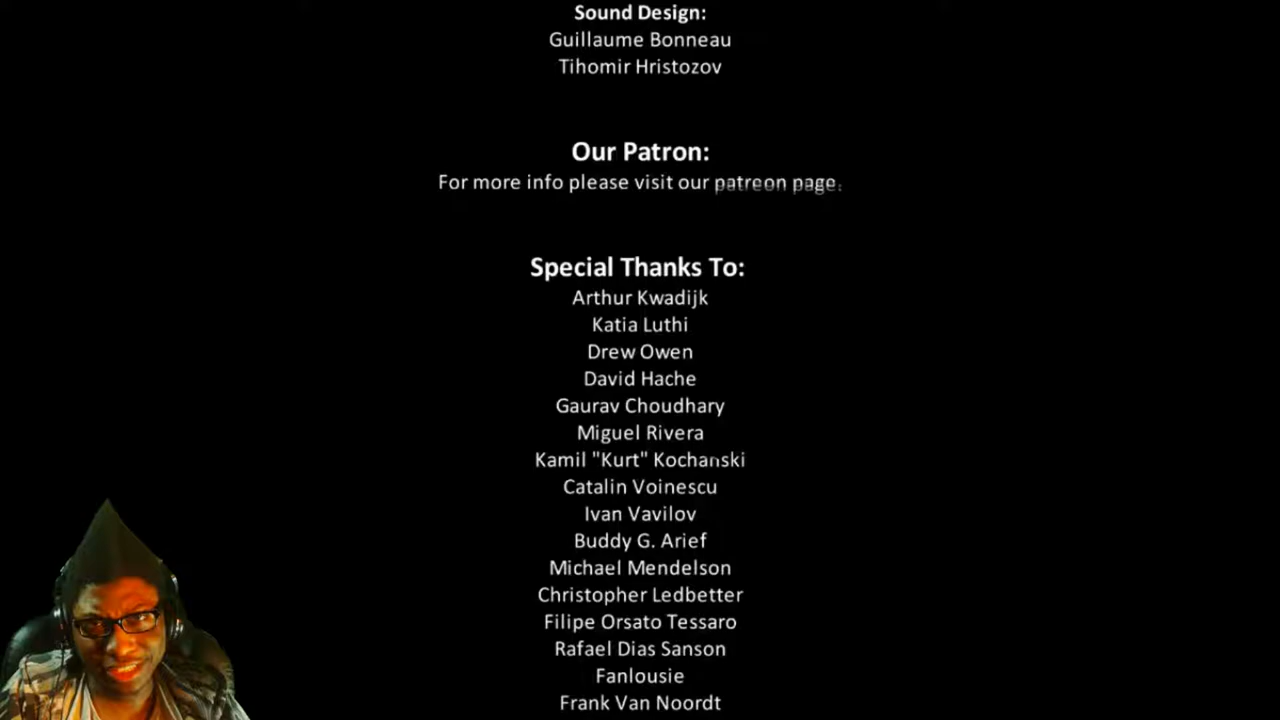 Sound Design:
Guillaume Bonneau
Tihomir Hristozov
Our Patron:
For more info please visit our patreon page.
Special Thanks To:
Arthur Kwadijk
Katia Luthi
Drew Owen
David Hache
Gaurav Choudhary
Miguel Rivera
Kamil "Kurt" Kochanski
Catalin Voinescu
Ivan Vavilov
Buddy G. Arief
Michael Mendelson
Christopher Ledbetter
Filipe Orsato Tessaro
Rafael Dias Sanson
Fanlousie
Frank Van Noordt